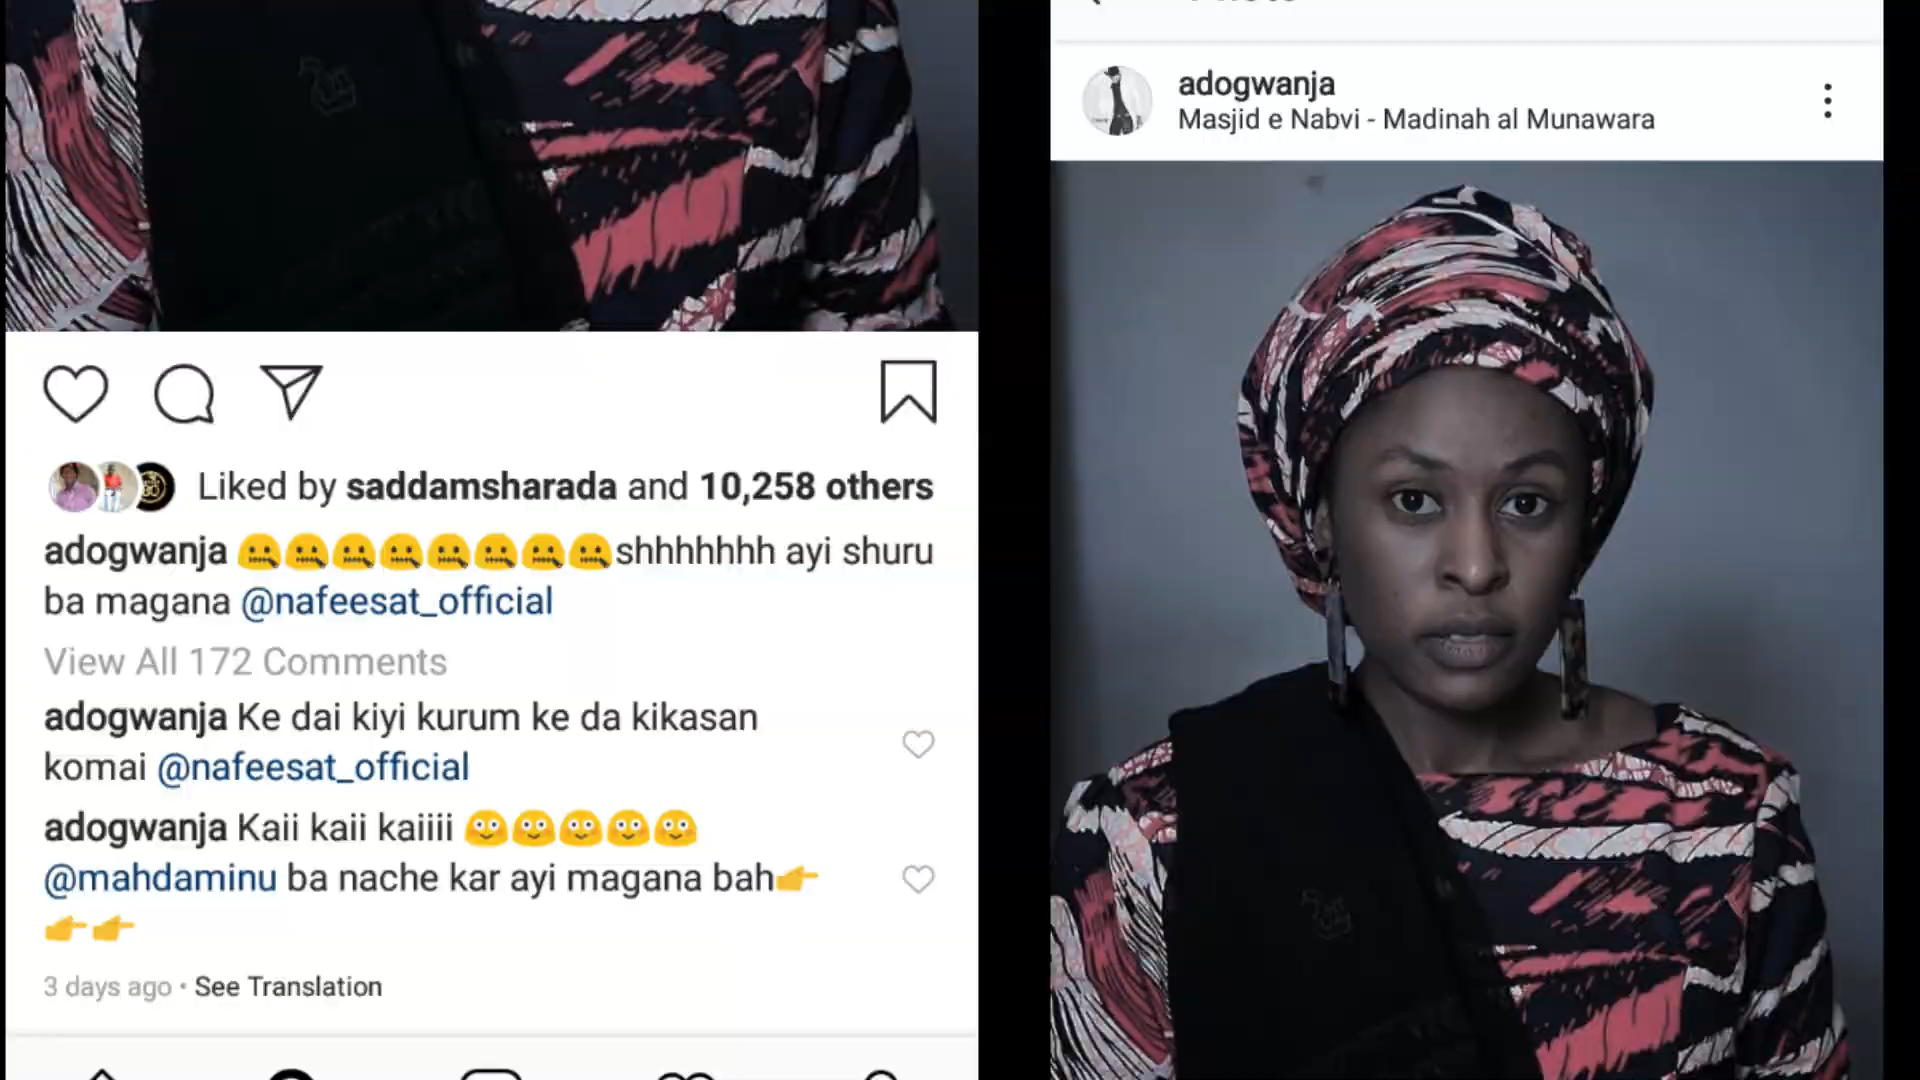 Liked by saddamsharada and 10,258 others
adogwanja 🤐🤐🤐🤐🤐🤐🤐🤐shhhhhhh ayi shuru
ba magana @nafeesat_official
View All 172 Comments
adogwanja Ke dai kiyi kurum ke da kikasan
komai @nafeesat_official
adogwanja Kaii kaii kaiiii 😳😳😳😳😳
@mahdaminu ba nache kar ayi magana bah👉
👉👉
3 days ago • See Translation
adogwanja
Masjid e Nabvi - Madinah al Munawara